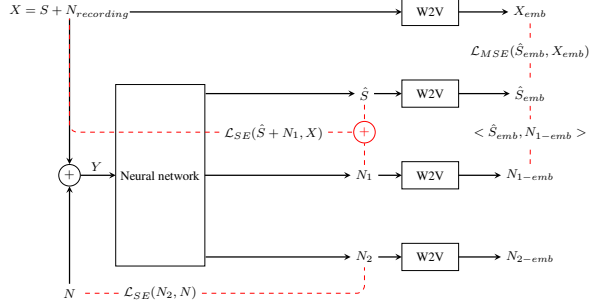 X = S + N_{recording} W2V X_{emb}
\mathcal{L}_{MSE}(\hat{S}_{emb}, X_{emb})
\hat{S} W2V \hat{S}_{emb}
\mathcal{L}_{SE}(\hat{S} + N_1, X) + < \hat{S}_{emb}, N_{1-emb} >
+ Y Neural network N_1 W2V N_{1-emb}
N_2 W2V N_{2-emb}
N \mathcal{L}_{SE}(N_2, N)